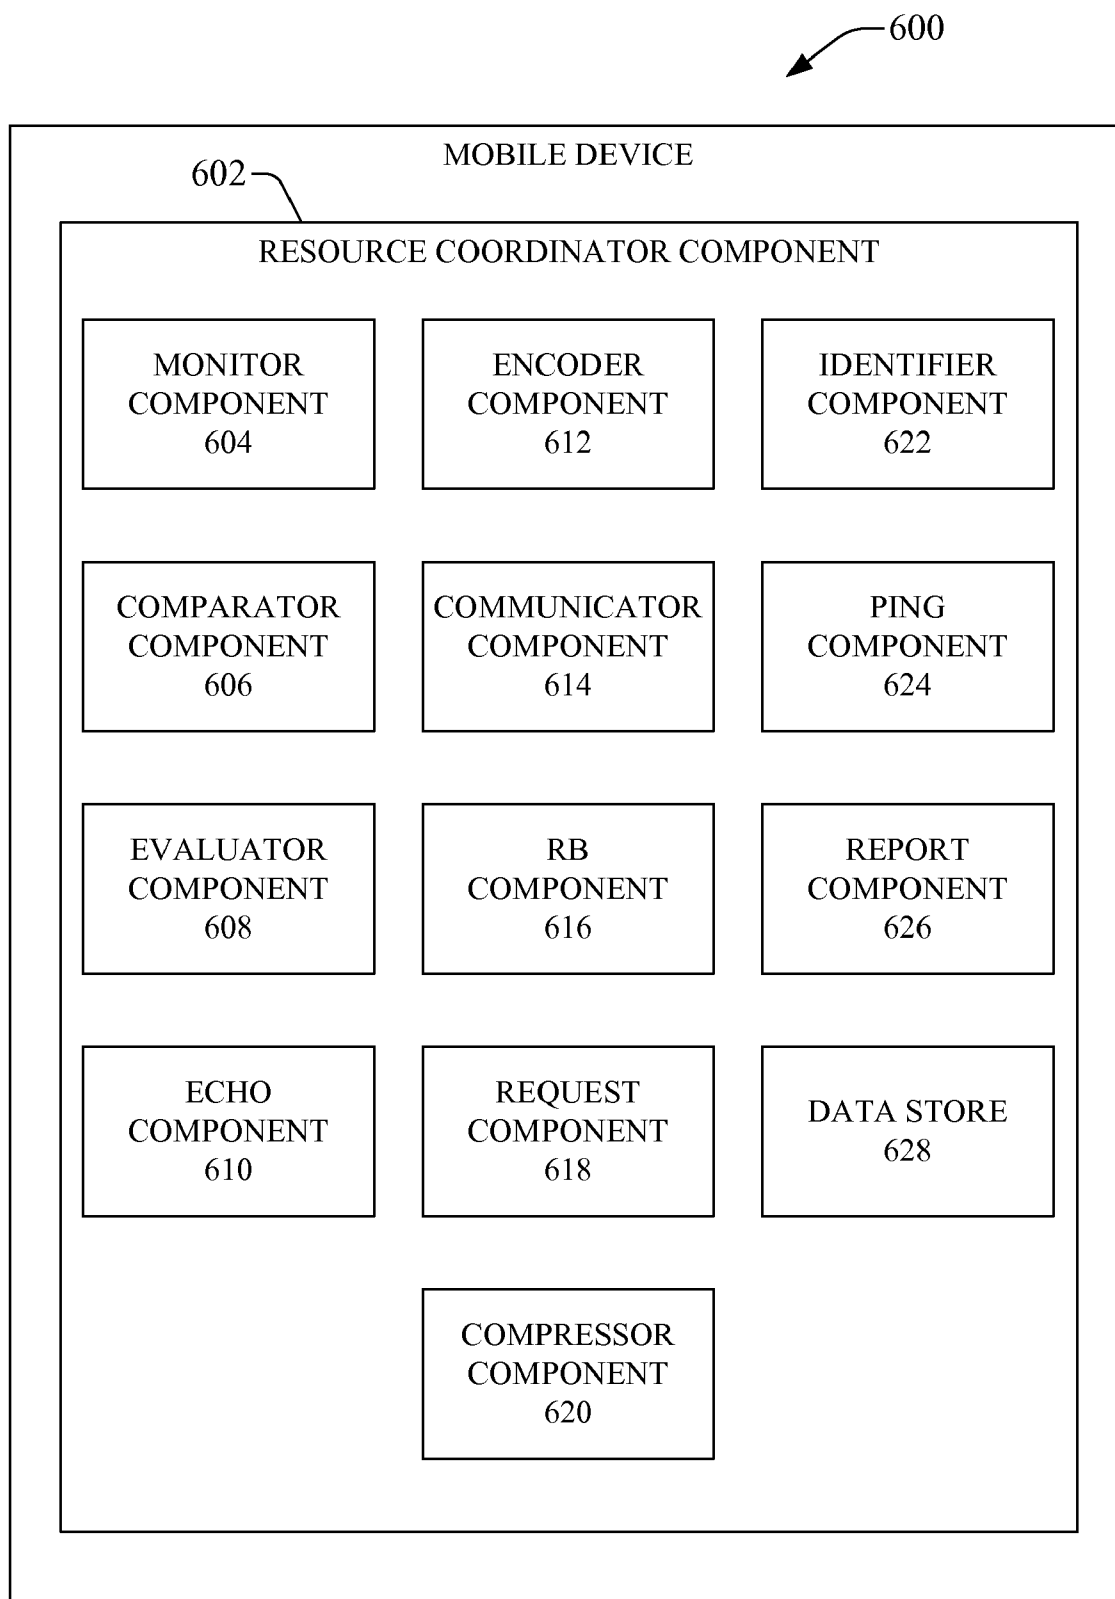 600
MOBILE DEVICE
602
RESOURCE COORDINATOR COMPONENT
MONITOR
COMPONENT
604
ENCODER
COMPONENT
612
IDENTIFIER
COMPONENT
622
COMPARATOR
COMPONENT
606
COMMUNICATOR
COMPONENT
614
PING
COMPONENT
624
EVALUATOR
COMPONENT
608
RB
COMPONENT
616
REPORT
COMPONENT
626
ECHO
COMPONENT
610
REQUEST
COMPONENT
618
DATA STORE
628
COMPRESSOR
COMPONENT
620